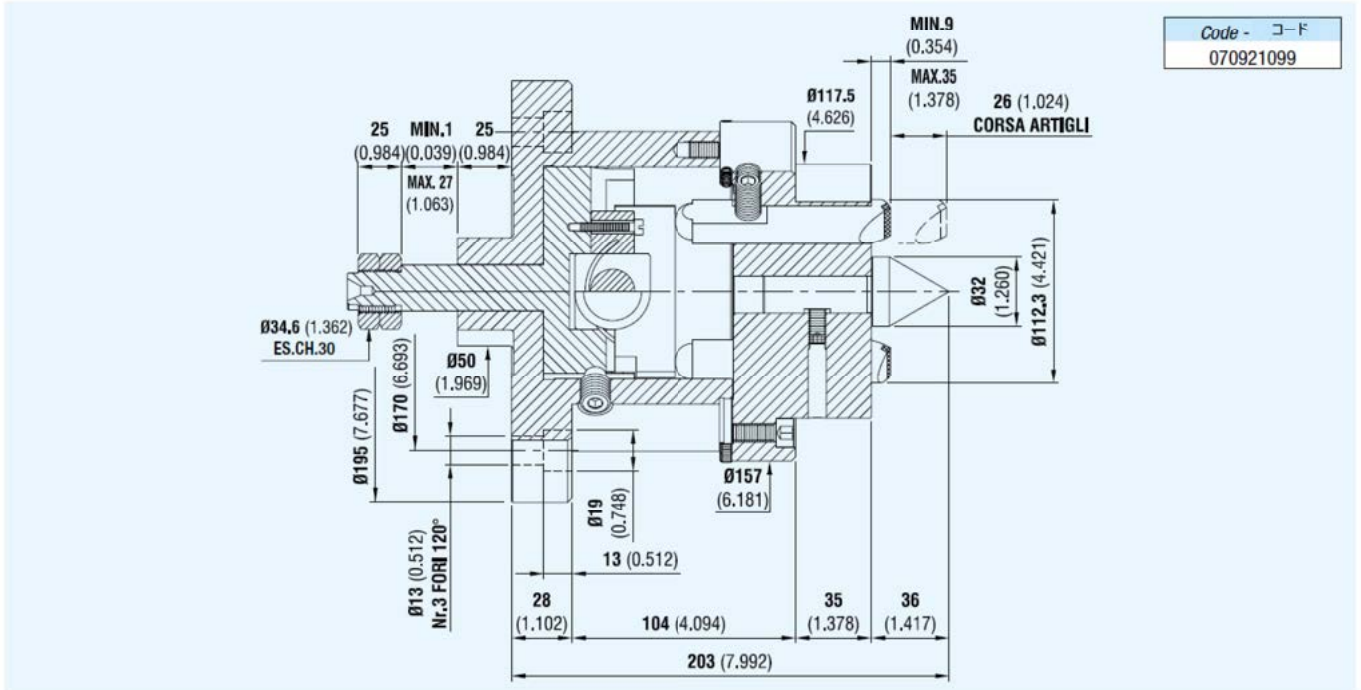 Code - コード
070921099
MIN.9
(0.354)
MAX.35
(1.378)
26 (1.024)
CORSA ARTIGLI
Ø117.5
(4.626)
25
(0.984)
MIN.1
(0.039)
MAX. 27
(1.063)
25
(0.984)
Ø34.6 (1.362)
ES.CH.30
Ø50
(1.969)
Ø170 (6.693)
Ø195 (7.677)
Ø13 (0.512)
Nr.3 FORI 120°
Ø19
(0.748)
Ø157
(6.181)
Ø32
(1.260)
Ø112.3 (4.421)
13 (0.512)
28
(1.102)
104 (4.094)
35
(1.378)
36
(1.417)
203 (7.992)